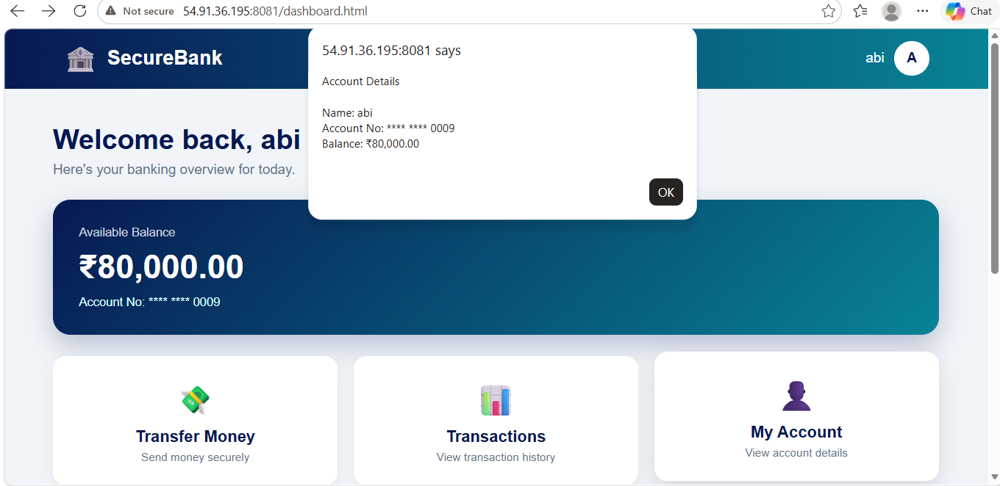 Not secure 54.91.36.195:8081/dashboard.html
Chat
SecureBank
abi
A
54.91.36.195:8081 says
Account Details
Name: abi
Account No: **** **** 0009
Balance: ₹80,000.00
OK
Welcome back, abi
Here's your banking overview for today.
Available Balance
₹80,000.00
Account No: **** **** 0009
Transfer Money
Send money securely
Transactions
View transaction history
My Account
View account details